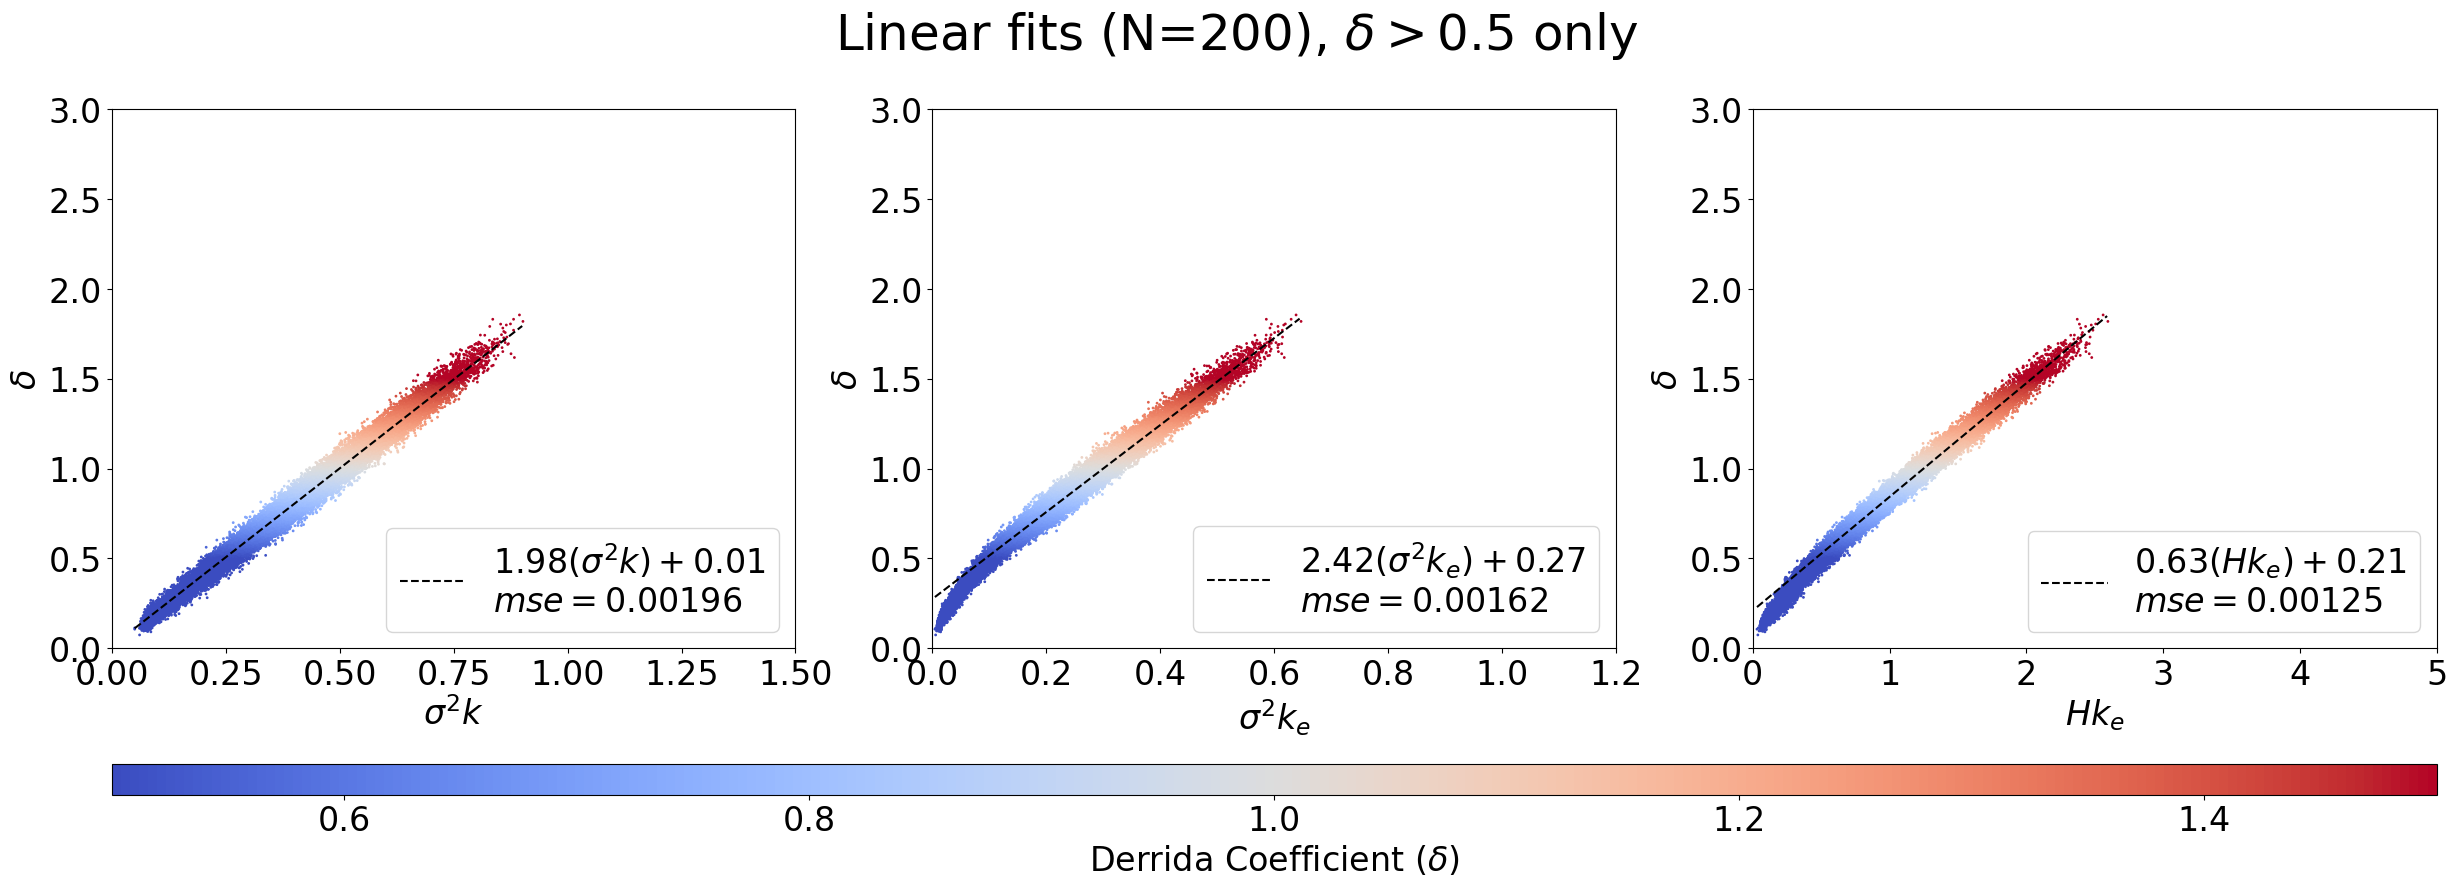 Linear fits (N=200), δ > 0.5 only
3.0
2.5
2.0
1.5
1.0
0.5
0.0
δ
0.00 0.25 0.50 0.75 1.00 1.25 1.50
σ²k
1.98(σ²k) + 0.01
mse = 0.00196
3.0
2.5
2.0
1.5
1.0
0.5
0.0
δ
0.0 0.2 0.4 0.6 0.8 1.0 1.2
σ²kₑ
2.42(σ²kₑ) + 0.27
mse = 0.00162
3.0
2.5
2.0
1.5
1.0
0.5
0.0
δ
0 1 2 3 4 5
Hkₑ
0.63(Hkₑ) + 0.21
mse = 0.00125
0.6 0.8 1.0 1.2 1.4
Derrida Coefficient (δ)